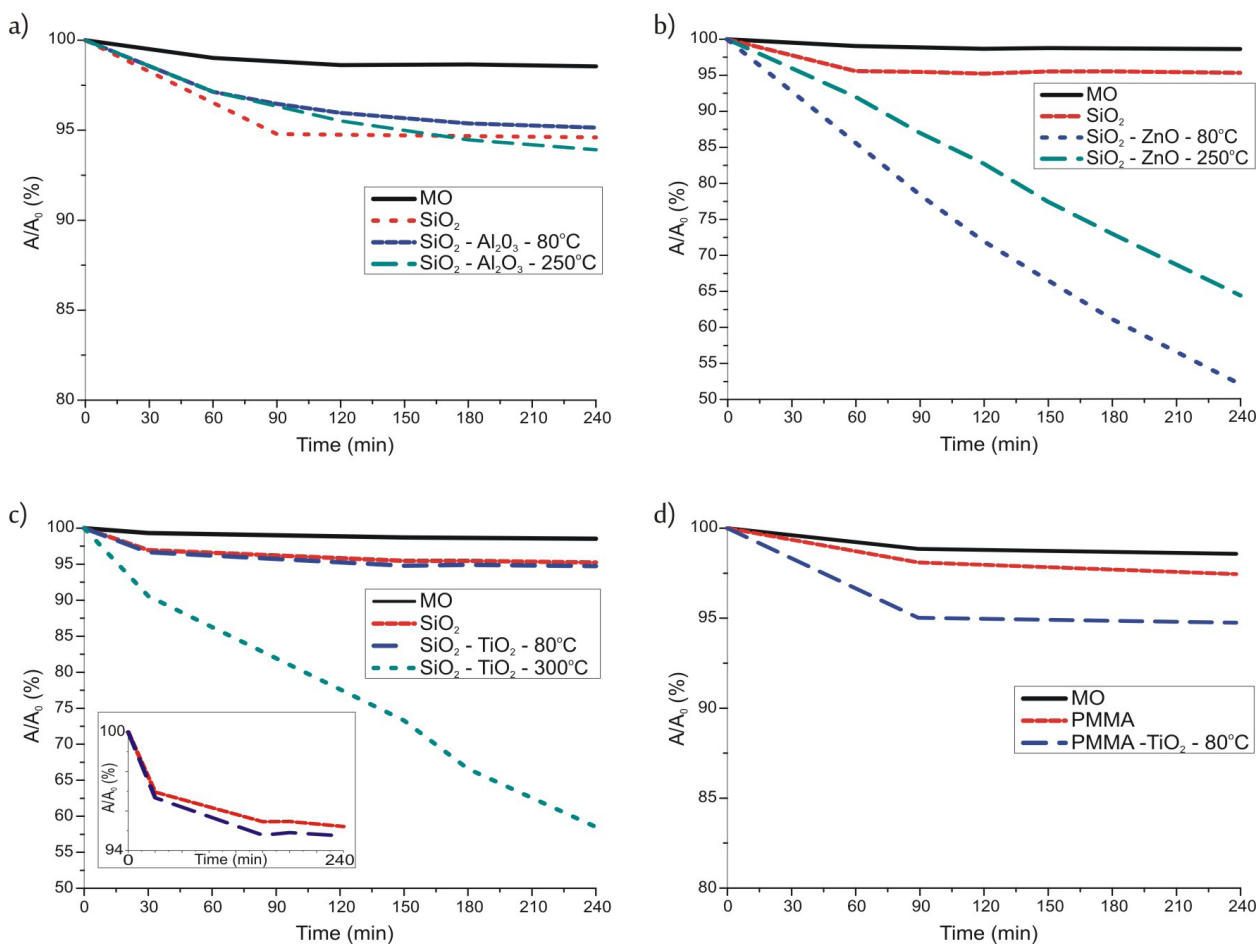 a)
100
95
90
85
80
A/A₀ (%)
MO
SiO₂
SiO₂ - Al₂0₃ - 80°C
SiO₂ - Al₂O₃ - 250°C
0 30 60 90 120 150 180 210 240
Time (min)
b)
100
95
90
85
80
75
70
65
60
55
50
A/A₀ (%)
MO
SiO₂
SiO₂ - ZnO - 80°C
SiO₂ - ZnO - 250°C
0 30 60 90 120 150 180 210 240
Time (min)
c)
100
95
90
85
80
75
70
65
60
55
50
A/A₀ (%)
MO
SiO₂
SiO₂ - TiO₂ - 80°C
SiO₂ - TiO₂ - 300°C
100
A/A₀ (%)
94
0 Time (min) 240
0 30 60 90 120 150 180 210 240
Time (min)
d)
100
95
90
85
80
A/A₀ (%)
MO
PMMA
PMMA -TiO₂ - 80°C
0 30 60 90 120 150 180 210 240
Time (min)